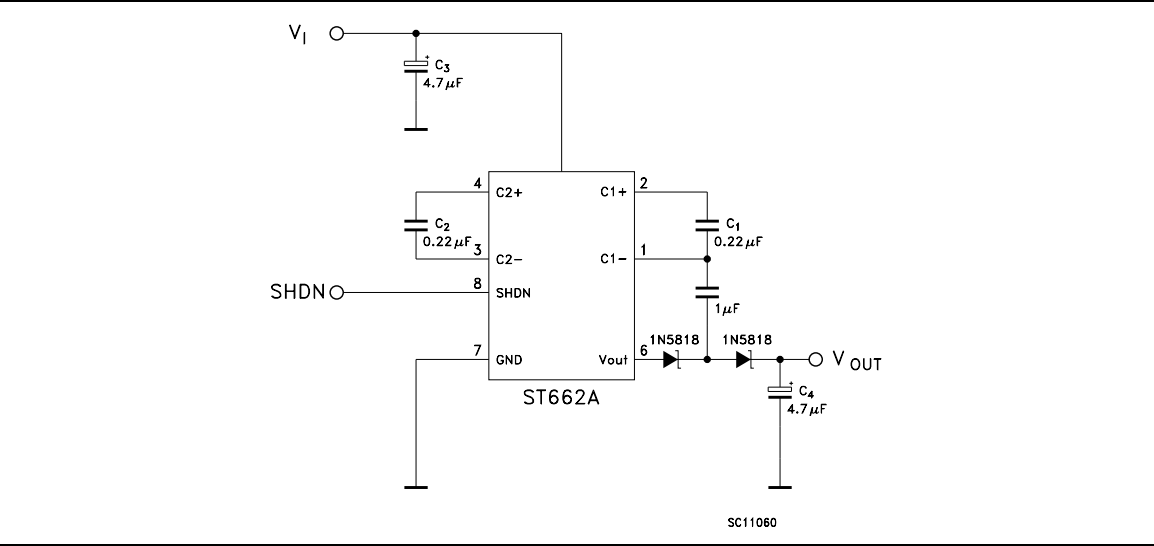 VI
C3
4.7μF
4
C2+
C1+
2
C2
0.22μF
C1
0.22μF
3
C2-
C1-
1
SHDN
8
SHDN
1μF
1N5818
1N5818
7
GND
Vout
6
VOUT
ST662A
C4
4.7μF
SC11060